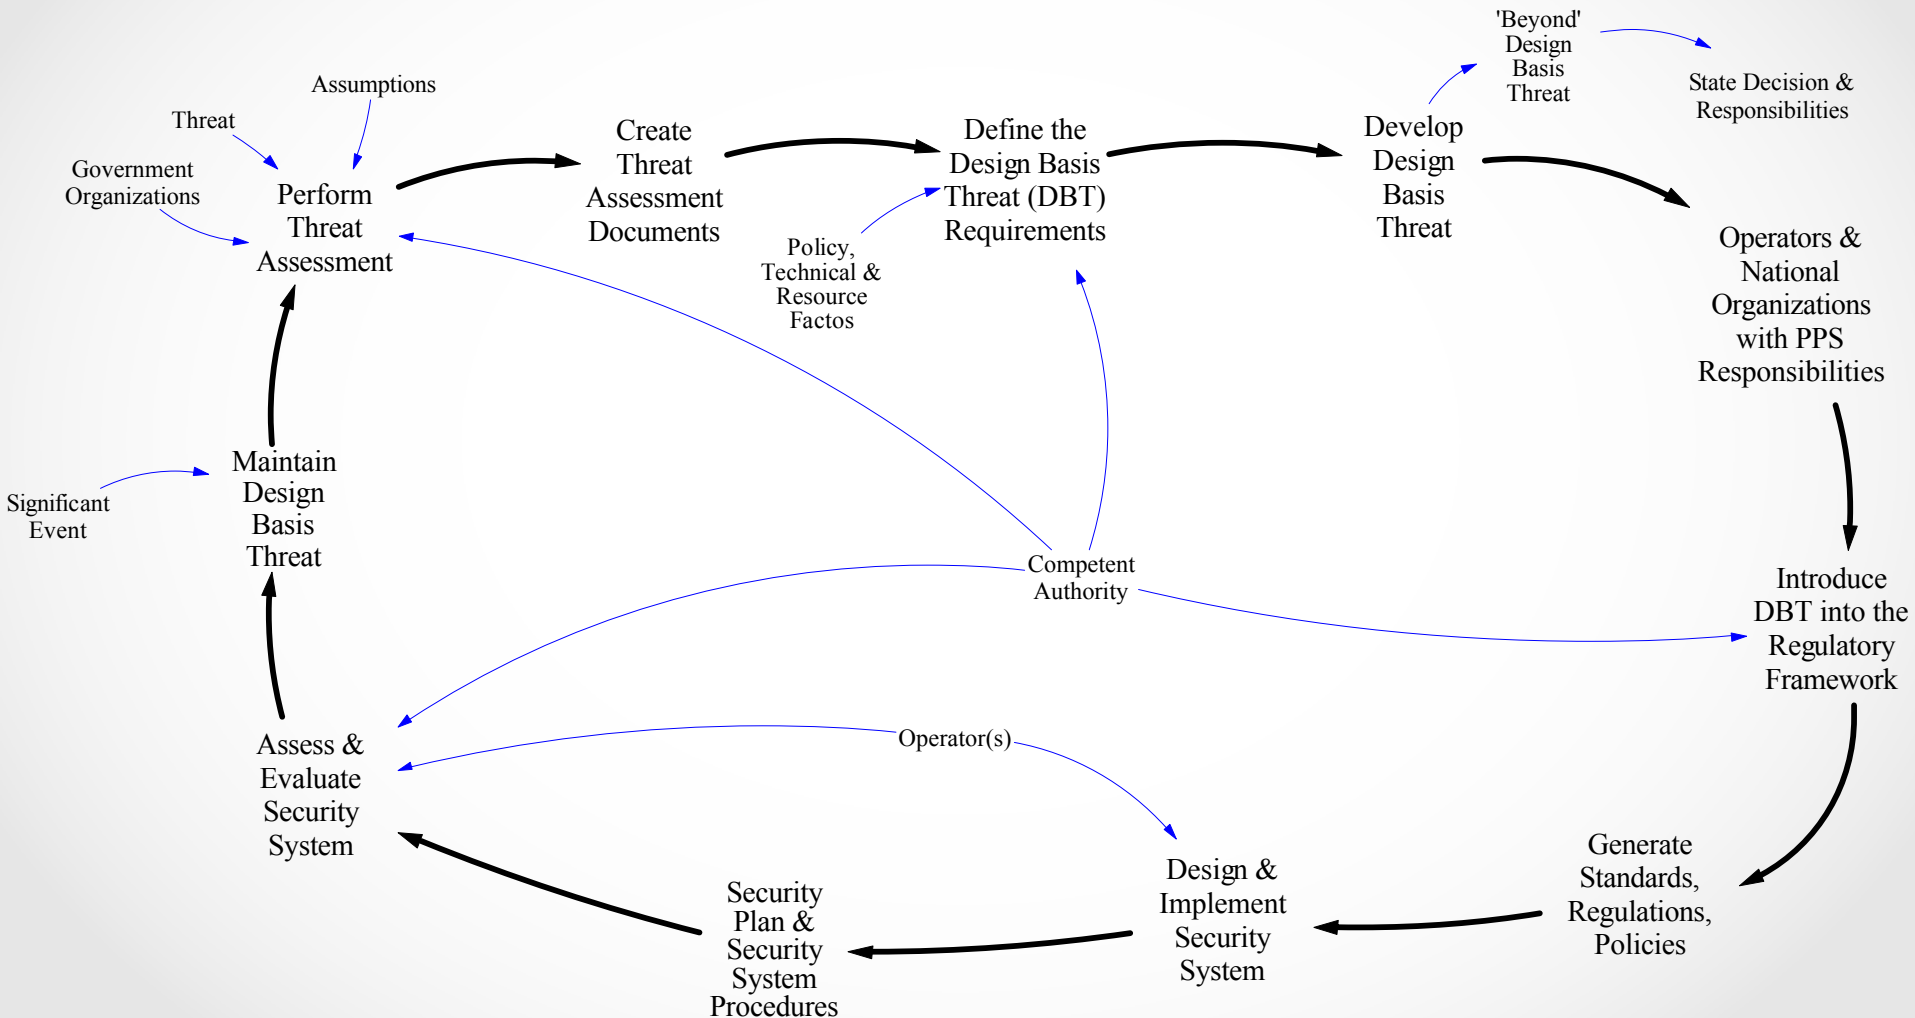 'Beyond'
Design
Basis
Threat
State Decision &
Responsibilities
Assumptions
Threat
Government
Organizations
Perform
Threat
Assessment
Create
Threat
Assessment
Documents
Define the
Design Basis
Threat (DBT)
Requirements
Policy,
Technical &
Resource
Factos
Develop
Design
Basis
Threat
Operators &
National
Organizations
with PPS
Responsibilities
Maintain
Design
Basis
Threat
Significant
Event
Competent
Authority
Introduce
DBT into the
Regulatory
Framework
Assess &
Evaluate
Security
System
Operator(s)
Security
Plan &
Security
System
Procedures
Design &
Implement
Security
System
Generate
Standards,
Regulations,
Policies